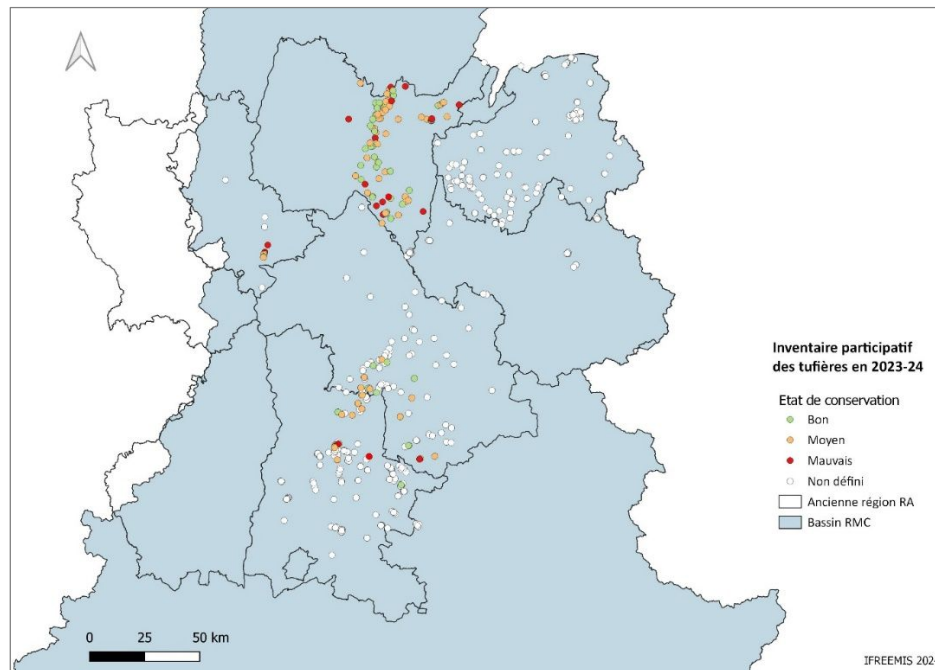 Inventaire participatif
des tufières en 2023-24
Etat de conservation
Bon
Moyen
Mauvais
Non défini
Ancienne région RA
Bassin RMC
0 25 50 km
IFREEMIS 202